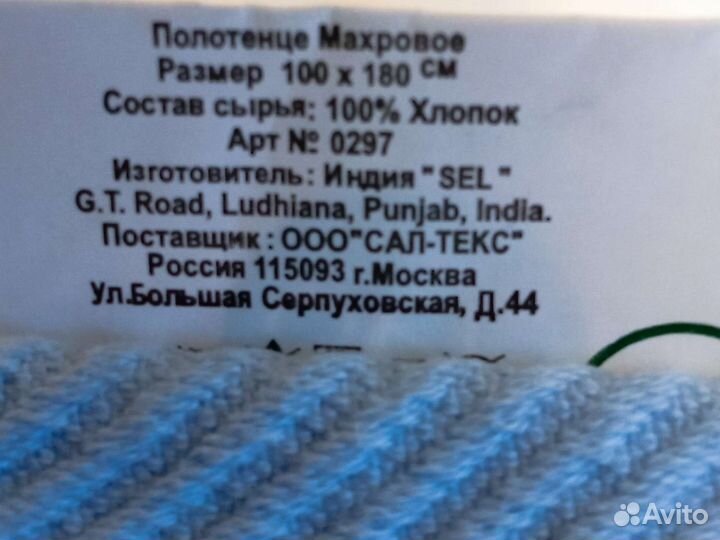 Полотенце Махровое
Размер 100 х 180 см
Состав сырья: 100% Хлопок
Арт № 0297
Изготовитель: Индия "SEL"
G.T. Road, Ludhiana, Punjab, India.
Поставщик: ООО"САЛ-ТЕКС"
Россия 115093 г.Москва
Ул.Большая Серпуховская, Д.44
Avito